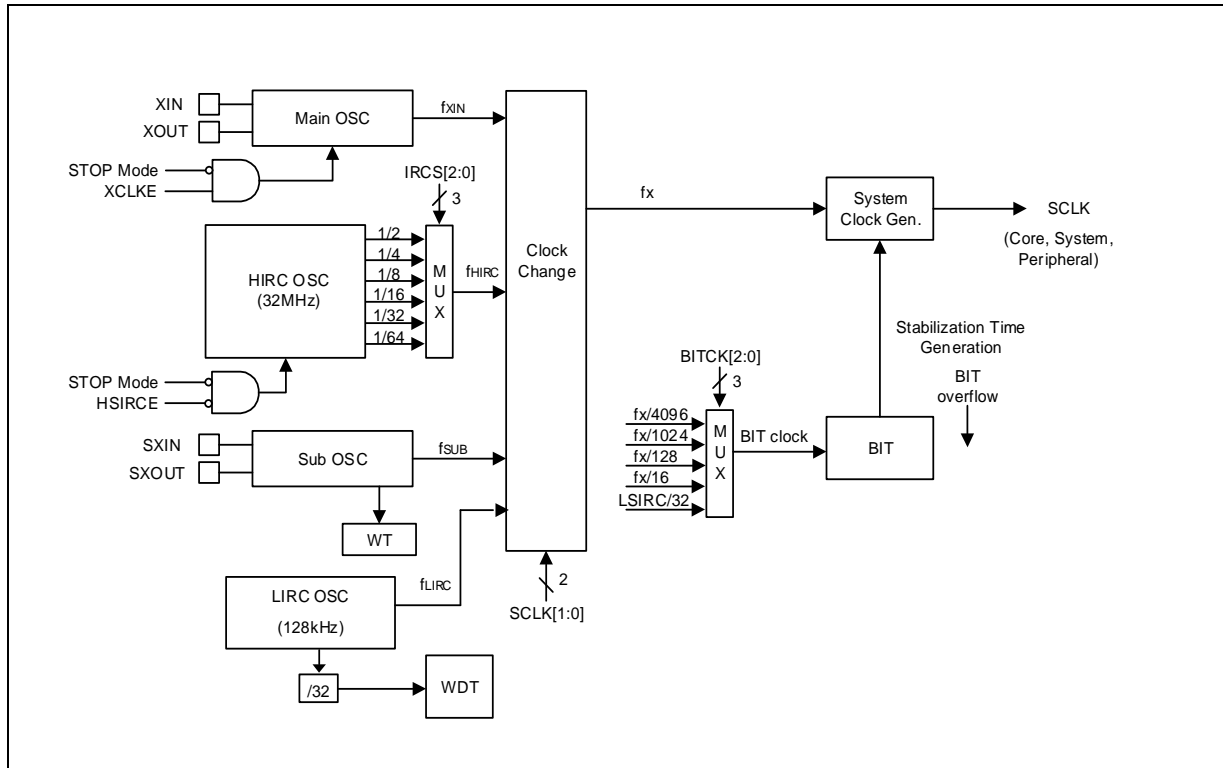 XIN
XOUT
Main OSC
fXIN
STOP Mode
XCLKE
IRCS[2:0]
3
HIRC OSC
(32MHz)
1/2
1/4
1/8
1/16
1/32
1/64
M
U
X
fHIRC
STOP Mode
HSIRCE
SXIN
SXOUT
Sub OSC
fSUB
WT
LIRC OSC
(128kHz)
fLIRC
/32
WDT
Clock
Change
2
SCLK[1:0]
fx
System
Clock Gen.
SCLK
(Core, System,
Peripheral)
Stabilization Time
Generation
BIT
overflow
BITCK[2:0]
3
fx/4096
fx/1024
fx/128
fx/16
LSIRC/32
M
U
X
BIT clock
BIT